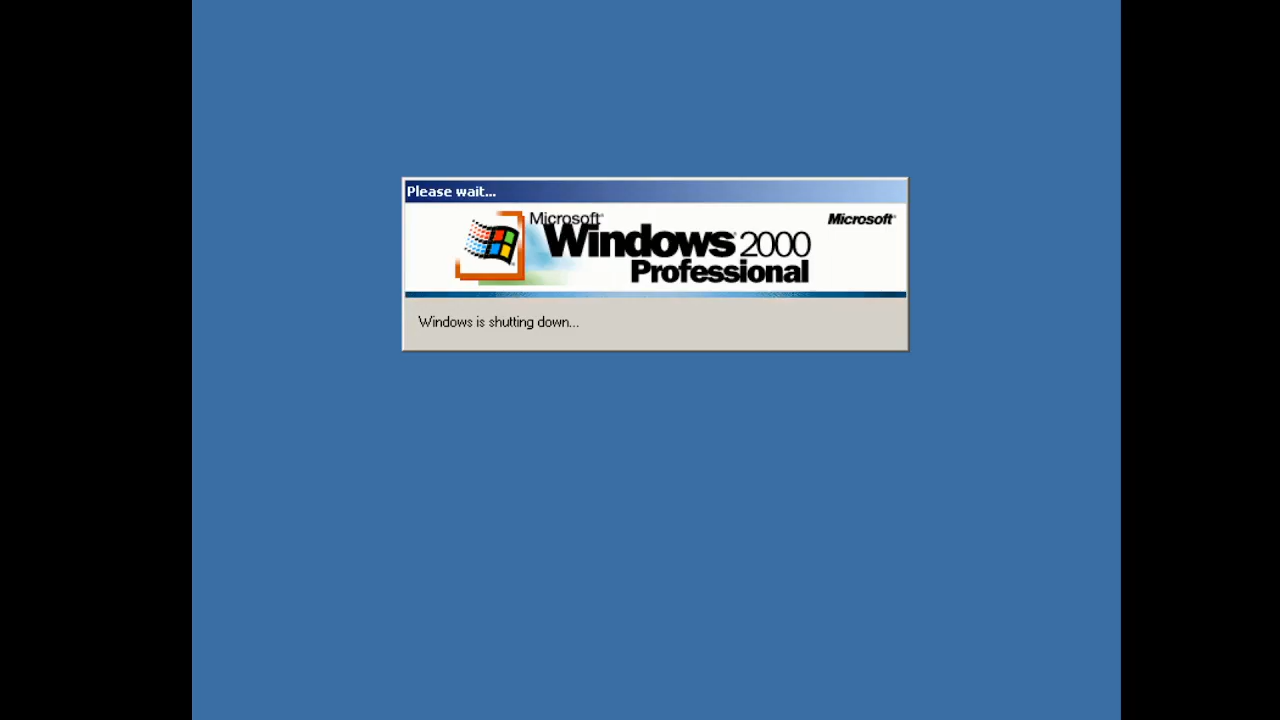 Please wait...
Microsoft®
Microsoft®
Windows 2000
Professional
Windows is shutting down...